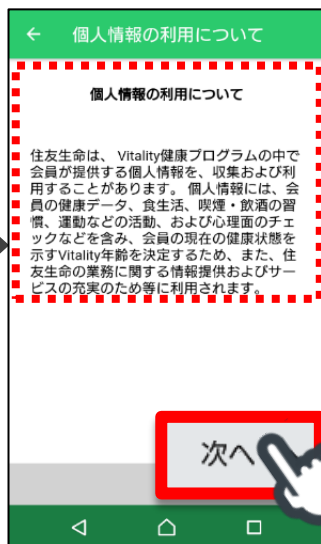 個人情報の利用について
個人情報の利用について
住友生命は、 Vitality健康プログラムの中で
会員が提供する個人情報を、収集および利
用することがあります。 個人情報には、会
員の健康データ、食生活、喫煙・飲酒の習
慣、運動などの活動、および心理面のチェ
ックなどを含み、会員の現在の健康状態を
示すVitality年齢を決定するため、また、住
友生命の業務に関する情報提供およびサー
ビスの充実のため等に利用されます。
次へ